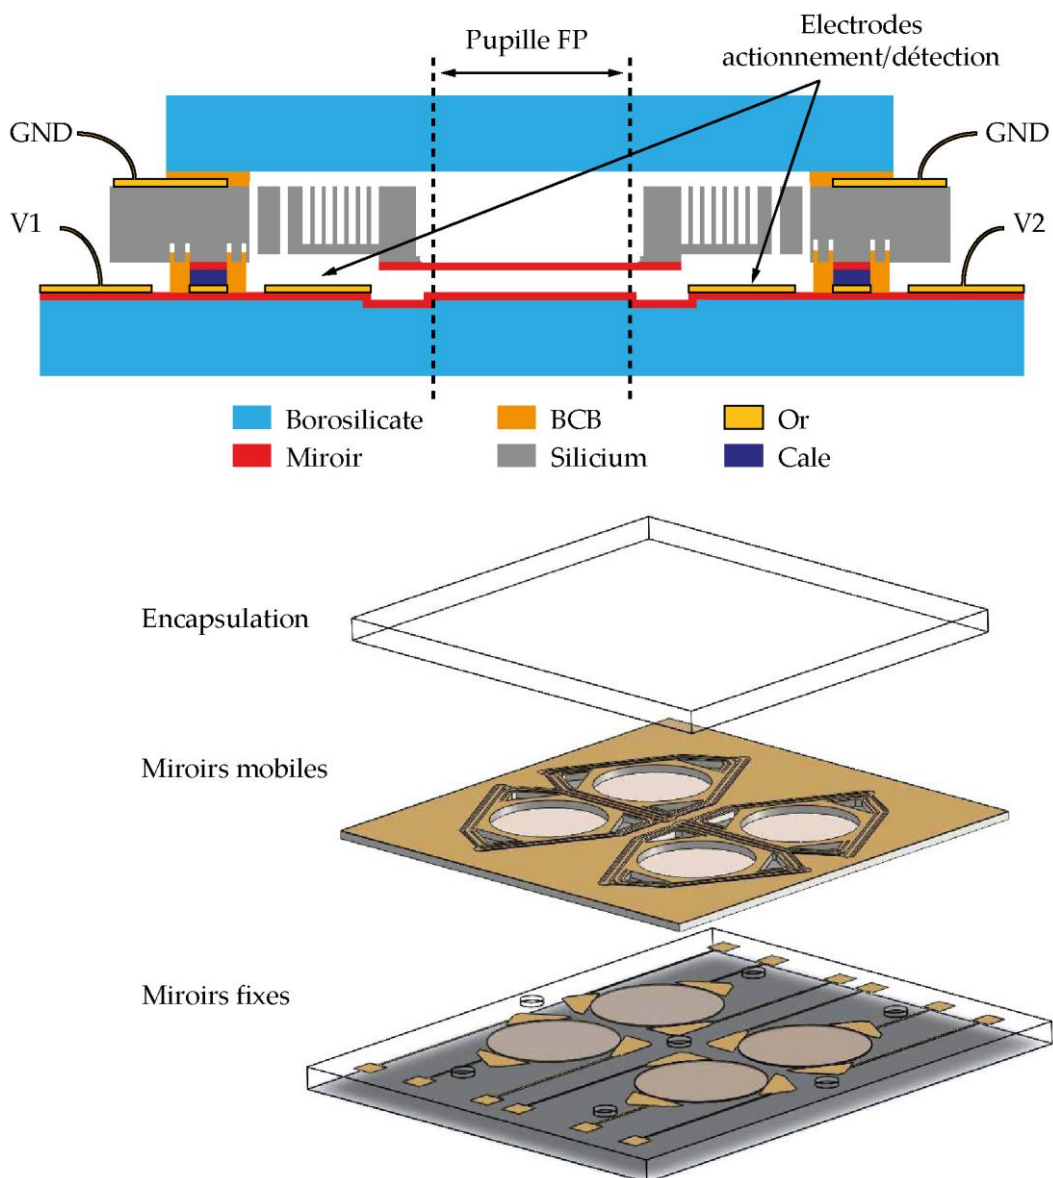 Pupille FP
Electrodes
actionnement/détection
GND
GND
V1
V2
Borosilicate
BCB
Or
Miroir
Silicium
Cale
Encapsulation
Miroirs mobiles
Miroirs fixes